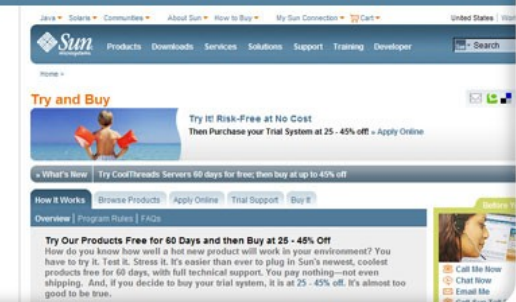 Java Solaris Communities About Sun How to Buy My Sun Connection Cart United States
Sun
microsystems
Products Downloads Services Solutions Support Training Developer
Search
Home »
Try and Buy
Try It! Risk-Free at No Cost
Then Purchase your Trial System at 25 - 45% off! » Apply Online
» What's New Try CoolThreads Servers 60 days for free; then buy at up to 45% off
How It Works Browse Products Apply Online Trial Support Buy It
Overview | Program Rules | FAQs
Before Y
Try Our Products Free for 60 Days and then Buy at 25 - 45% Off
How do you know how well a hot new product will work in your environment? You
have to try it. Test it. Stress it. It's easier than ever to plug in Sun's newest, coolest
products free for 60 days, with full technical support. You pay nothing—not even
shipping. And, if you decide to buy your trial system, it is at 25 - 45% off. It's almost too
good to be true.
Call Me Now
Chat Now
Email Me